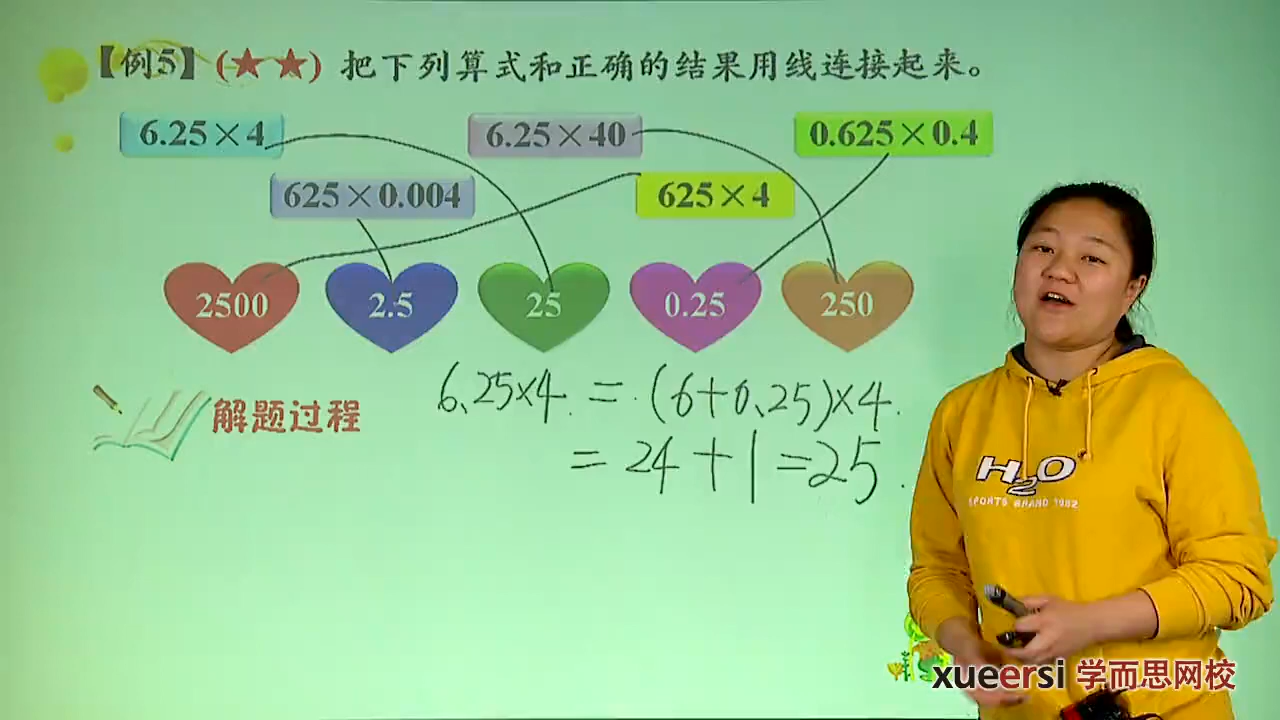 【例5】(★★) 把下列算式和正确的结果用线连接起来。
6.25×4 6.25×40 0.625×0.4
625×0.004 625×4
2500 2.5 25 0.25 250
解题过程
6.25×4 = (6+0.25)×4
= 24+1=25
H2O
SPORTS BRAND 1982
xueersi 学而思网校